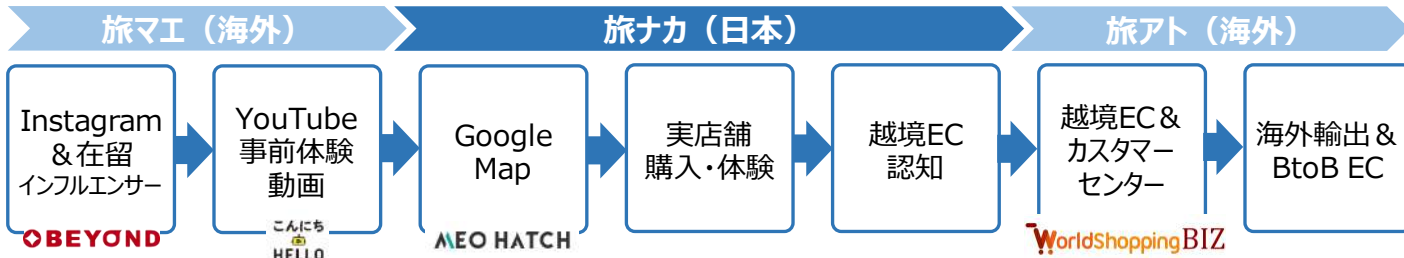 旅マエ（海外）
旅ナカ（日本）
旅アト（海外）
Instagram
＆在留
インフルエンサー
YouTube
事前体験
動画
Google
Map
実店舗
購入・体験
越境EC
認知
越境EC＆
カスタマー
センター
海外輸出＆
BtoB EC
BEYOND
こんにち
HELLO
MEO HATCH
WorldShoppingBIZ